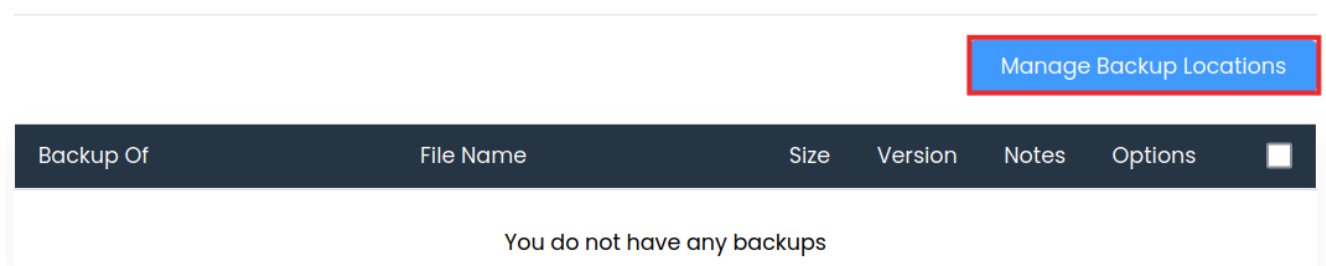 Manage Backup Locations
Backup Of File Name Size Version Notes Options
You do not have any backups